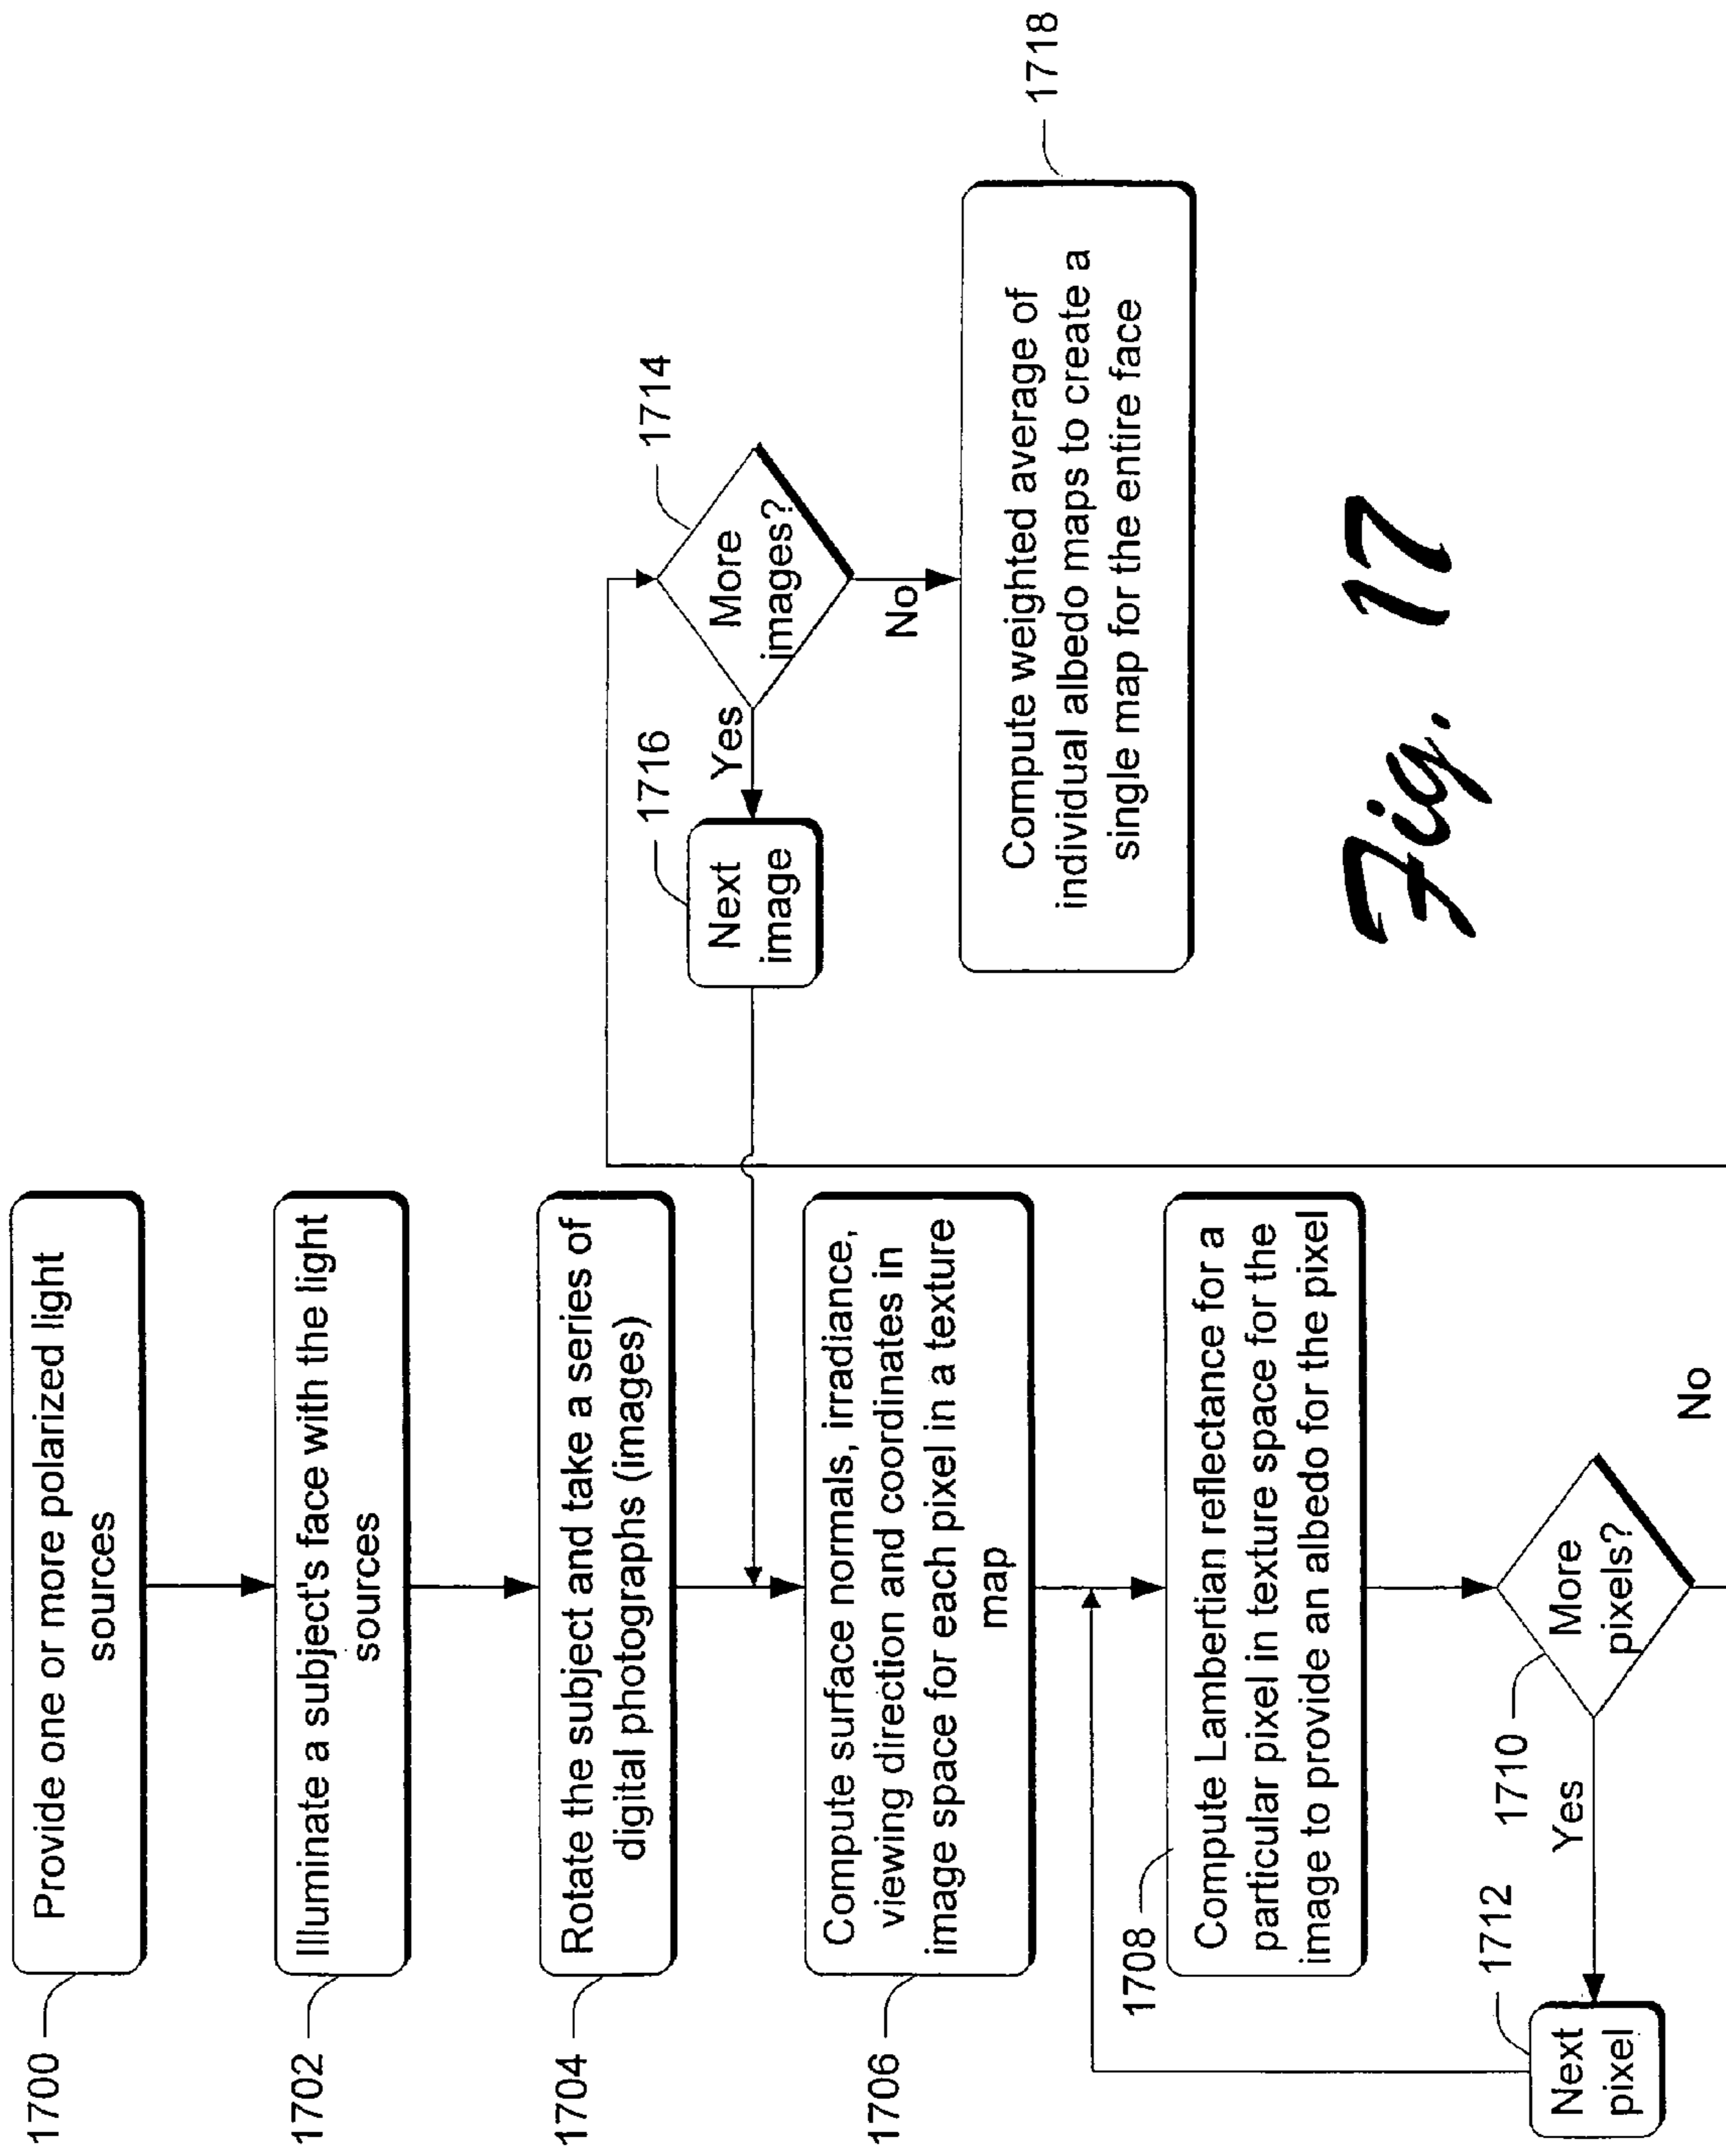 1700
Provide one or more polarized light
sources
1702
Illuminate a subject's face with the light
sources
1704
Rotate the subject and take a series of
digital photographs (images)
1706
Compute surface normals, irradiance,
viewing direction and coordinates in
image space for each pixel in a texture
map
1708
Compute Lambertian reflectance for a
particular pixel in texture space for the
image to provide an albedo for the pixel
1710
More
pixels?
Yes
No
1712
Next
pixel
1714
More
images?
Yes
No
1716
Next
image
1718
Compute weighted average of
individual albedo maps to create a
single map for the entire face
Fig. 17